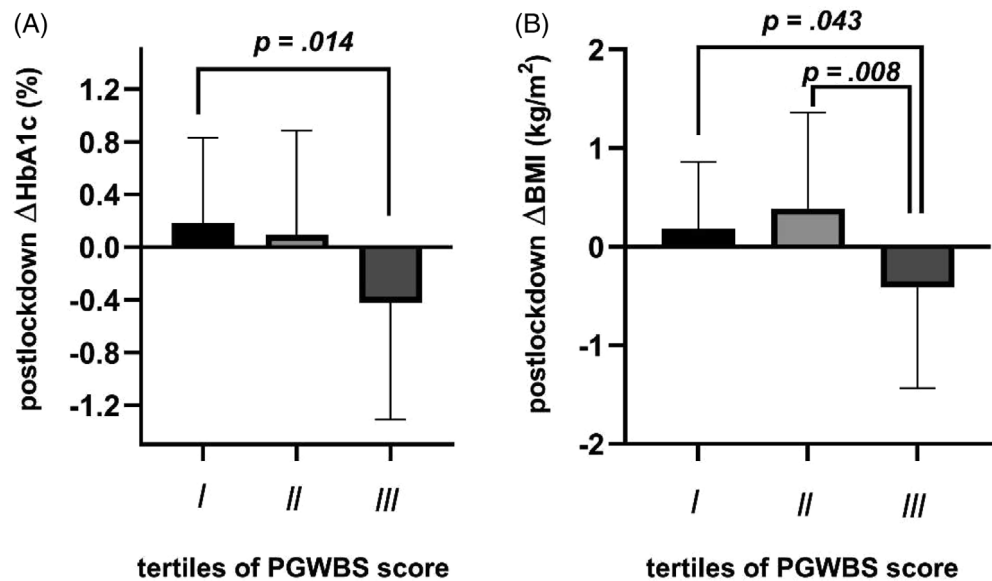 (A)
p = .014
postlockdown ΔHbA1c (%)
1.2
0.8
0.4
0.0
-0.4
-0.8
-1.2
I
II
III
tertiles of PGWBS score
(B)
p = .043
p = .008
postlockdown ΔBMI (kg/m²)
2
1
0
-1
-2
I
II
III
tertiles of PGWBS score